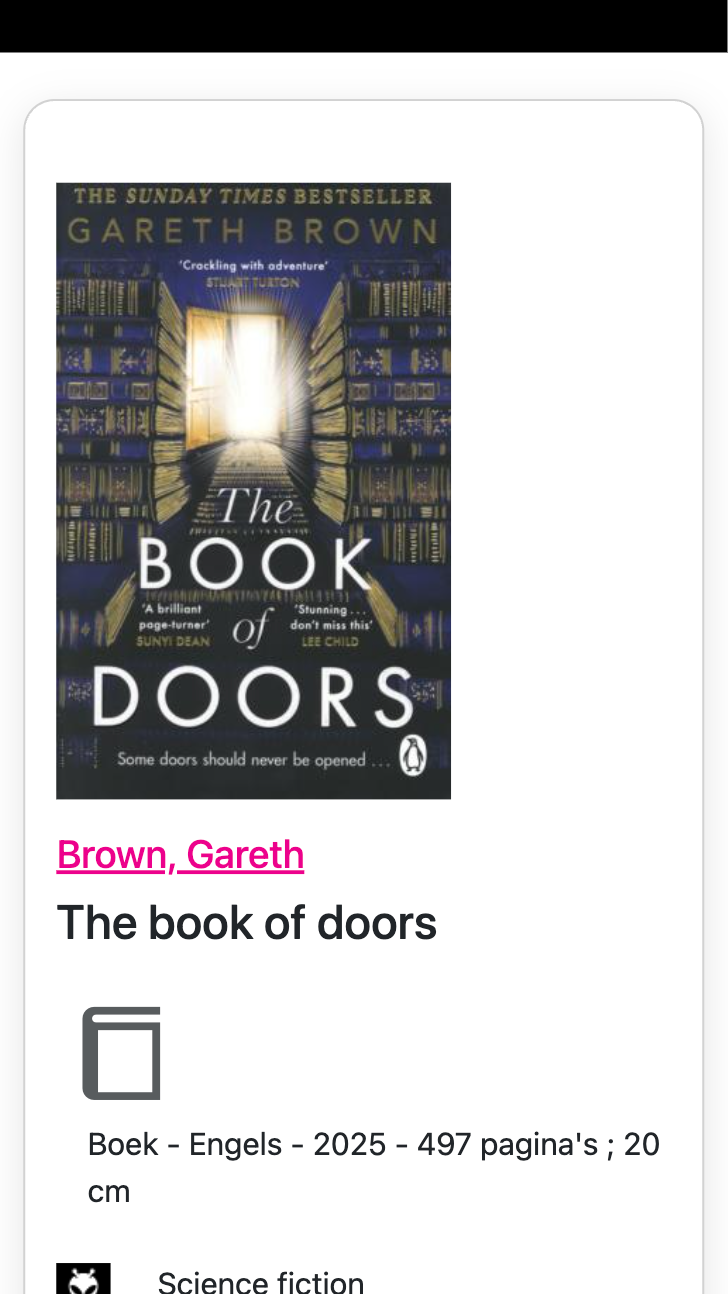 THE SUNDAY TIMES BESTSELLER
GARETH BROWN
'Crackling with adventure'
STUART TURTON
The
BOOK
of
'A brilliant
page-turner'
SUNYI DEAN
'Stunning ...
don't miss this'
LEE CHILD
DOORS
Some doors should never be opened ...
Brown, Gareth
The book of doors
Boek - Engels - 2025 - 497 pagina's ; 20
cm
Science fiction